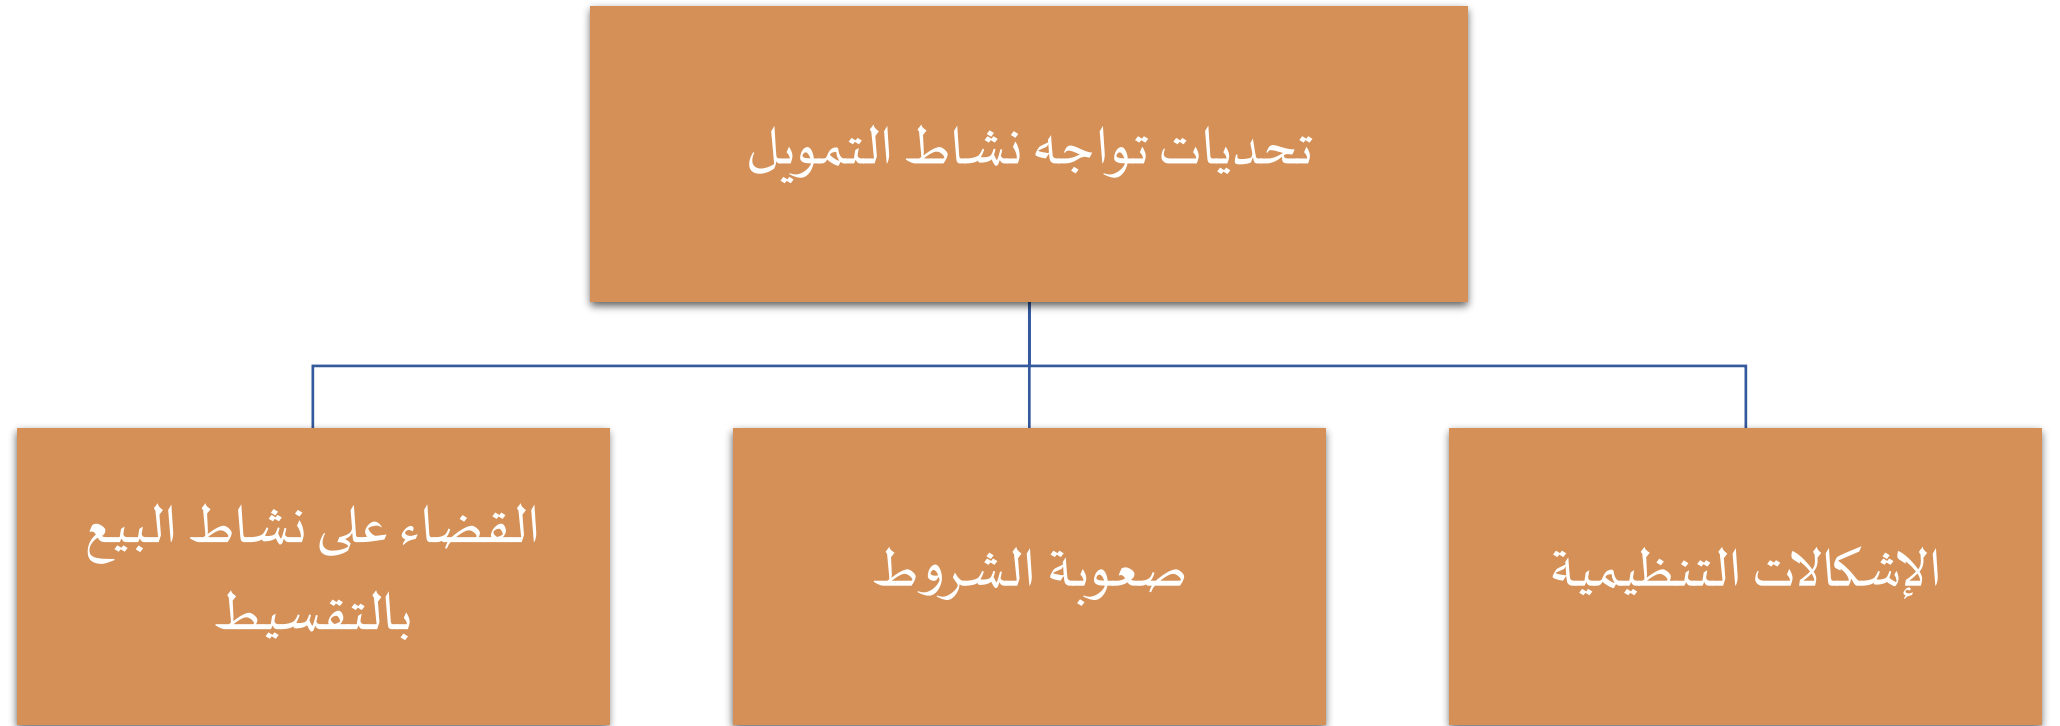 تحديات تواجه نشاط التمويل
الإشكالات التنظيمية
صعوبة الشروط
القضاء على نشاط البيع
بالتقسيط